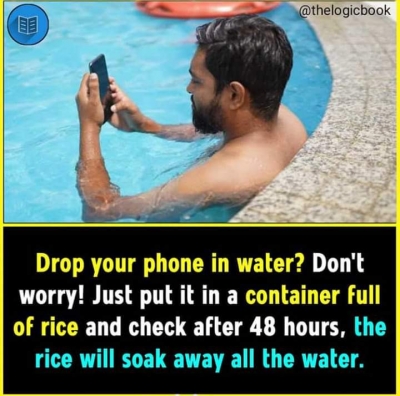 @thelogicbook
Drop your phone in water? Don't
worry! Just put it in a container full
of rice and check after 48 hours, the
rice will soak away all the water.